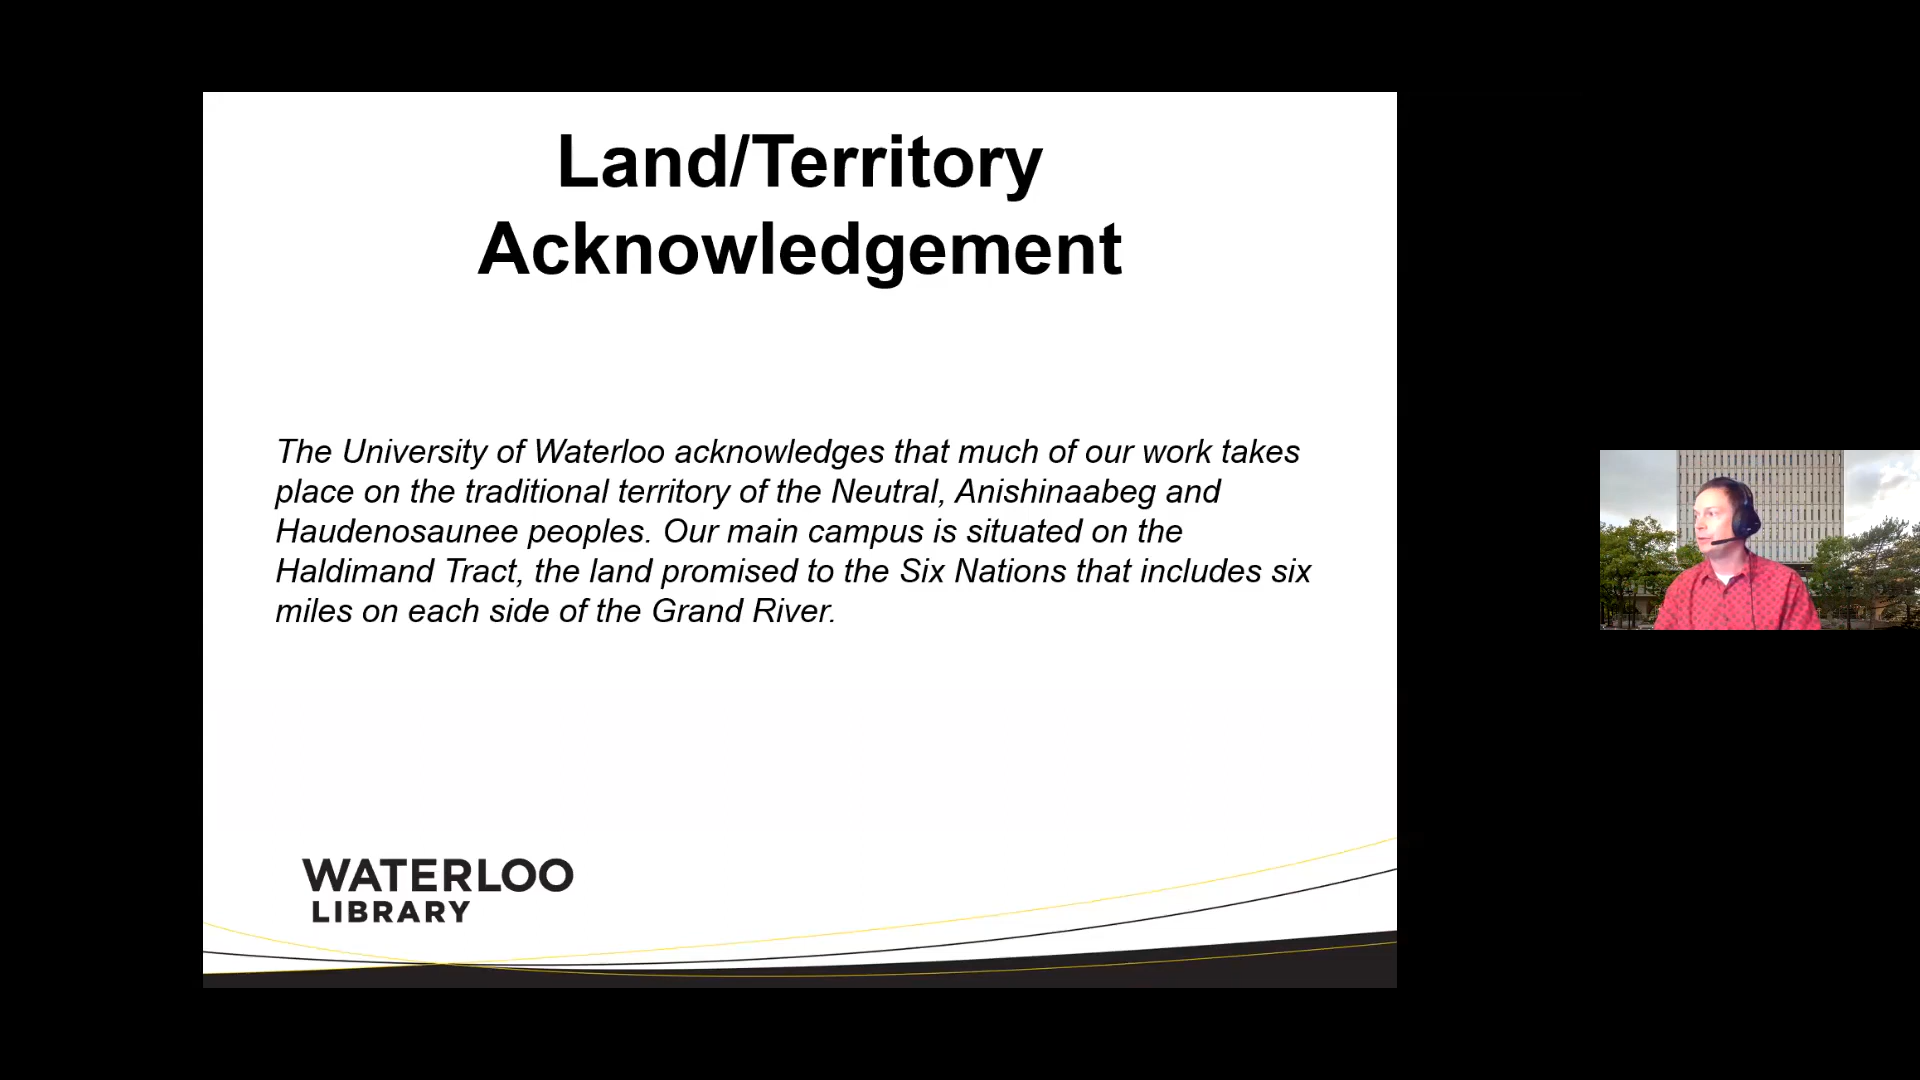 Land/Territory
Acknowledgement
The University of Waterloo acknowledges that much of our work takes
place on the traditional territory of the Neutral, Anishinaabeg and
Haudenosaunee peoples. Our main campus is situated on the
Haldimand Tract, the land promised to the Six Nations that includes six
miles on each side of the Grand River.
WATERLOO
LIBRARY